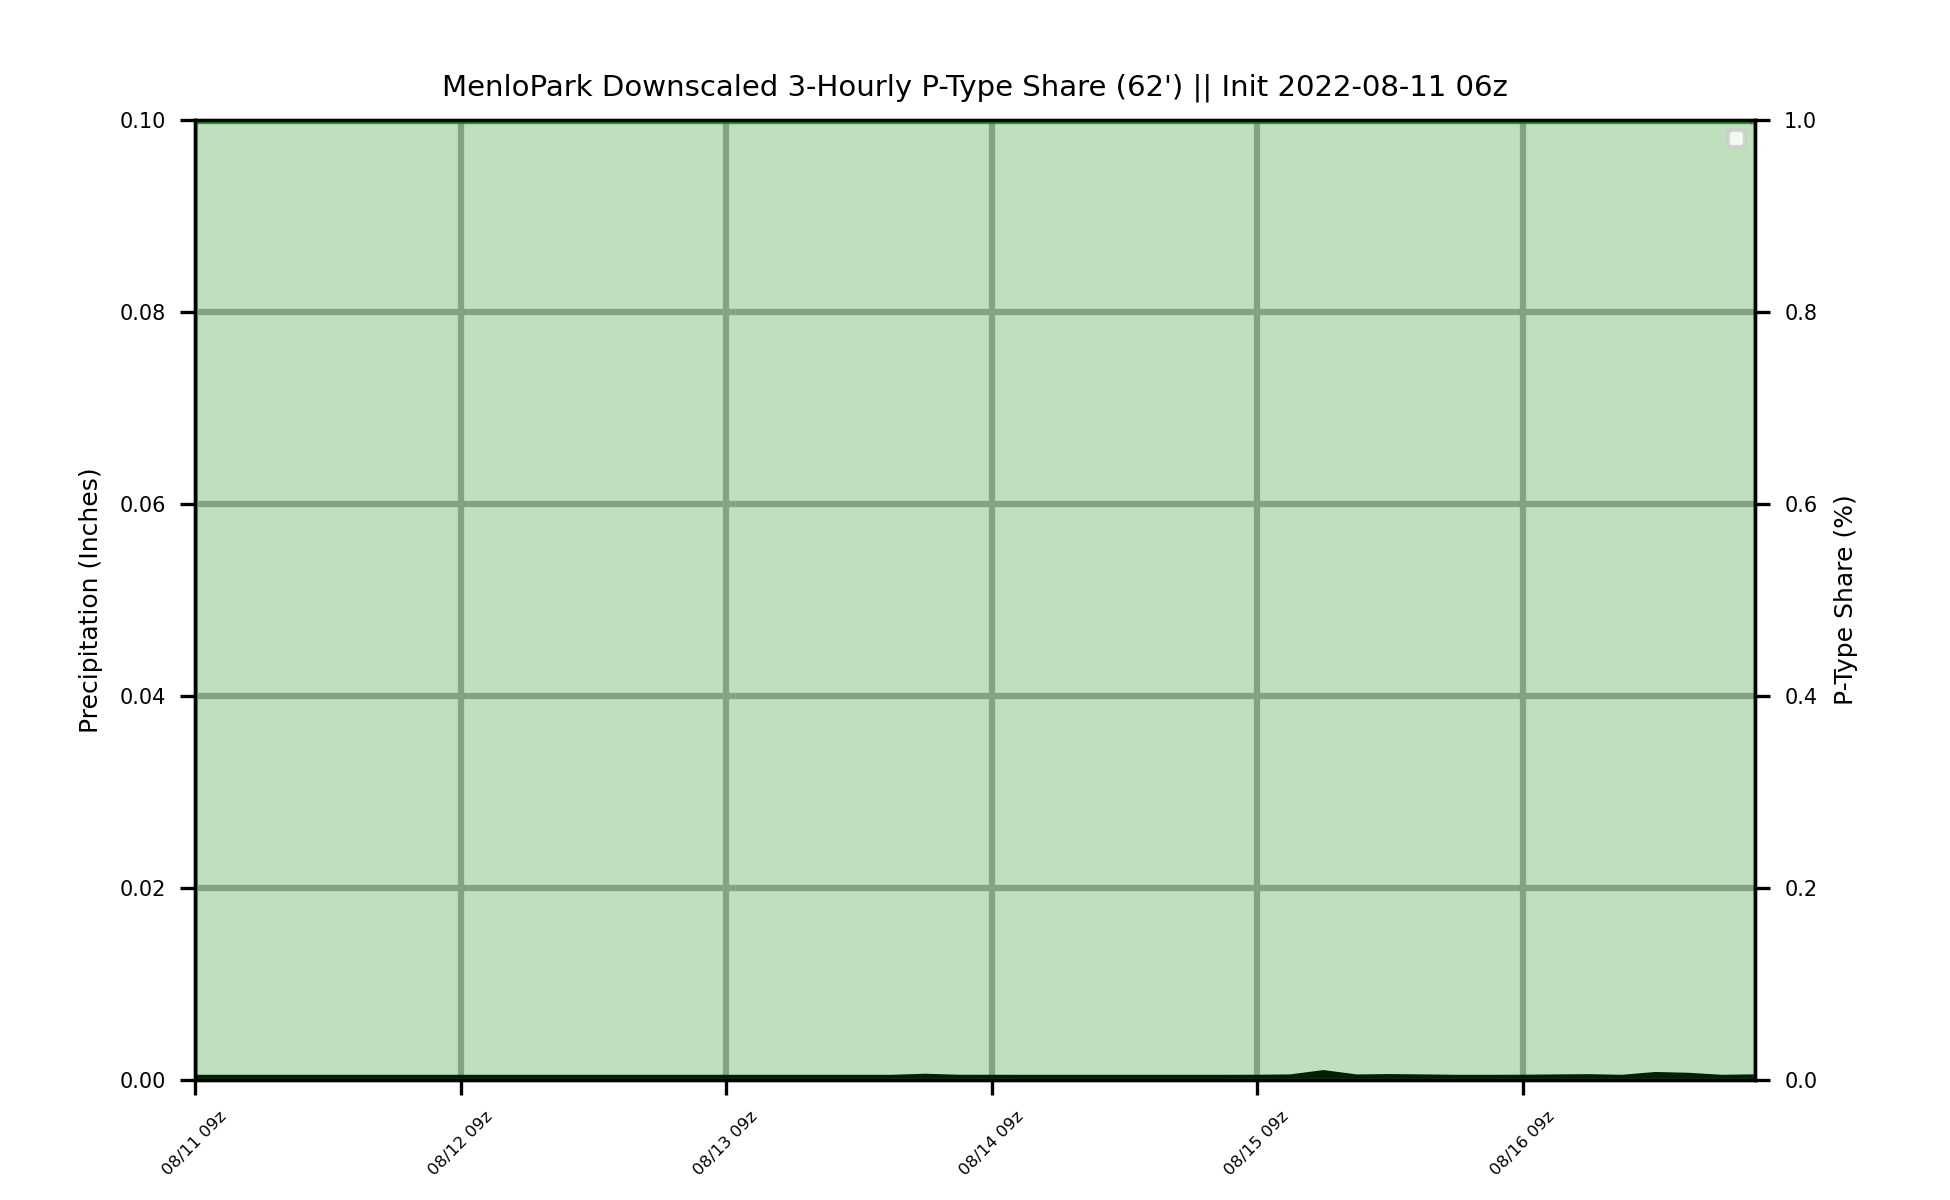 MenloPark Downscaled 3-Hourly P-Type Share (62') || Init 2022-08-11 06z
0.10
0.08
0.06
0.04
0.02
0.00
Precipitation (Inches)
1.0
0.8
0.6
0.4
0.2
0.0
P-Type Share (%)
08/11 09z
08/12 09z
08/13 09z
08/14 09z
08/15 09z
08/16 09z